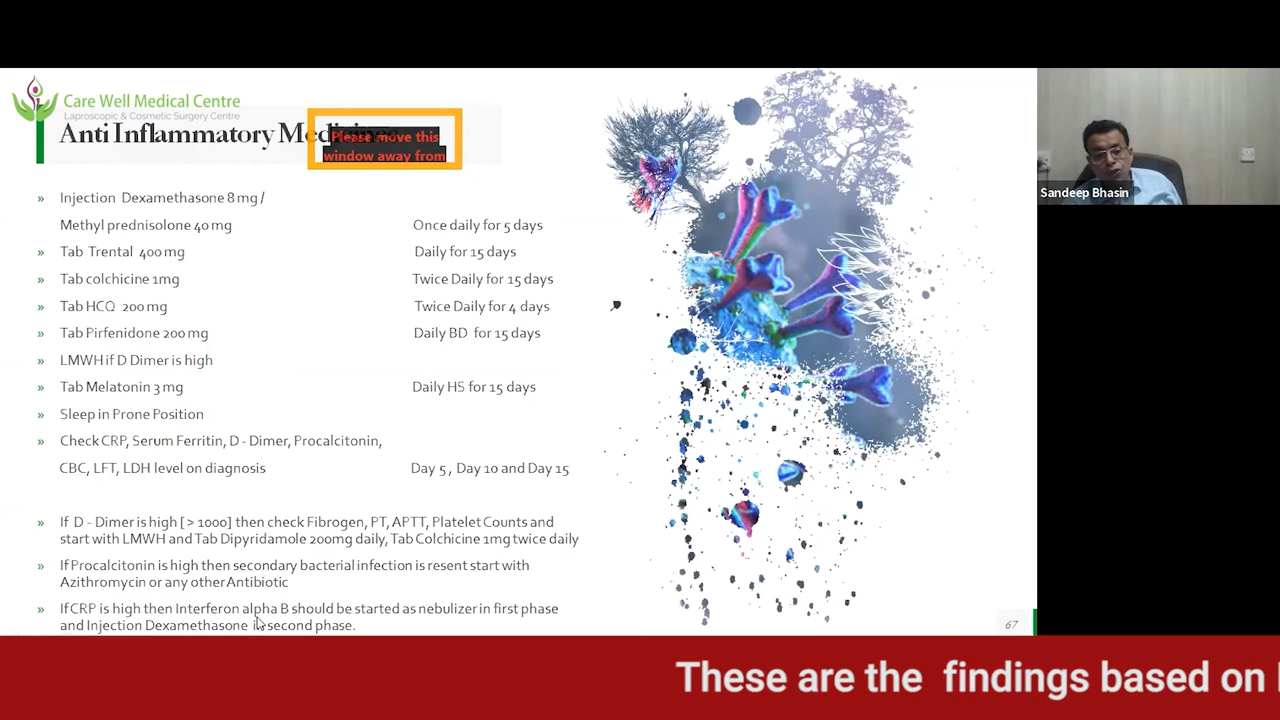 Care Well Medical Centre
Laproscopic & Cosmetic Surgery Centre
Anti Inflammatory
Please move this
window away from
» Injection Dexamethasone 8 mg /
Methyl prednisolone 40 mg Once daily for 5 days
» Tab Trental 400 mg Daily for 15 days
» Tab colchicine 1mg Twice Daily for 15 days
» Tab HCQ 200 mg Twice Daily for 4 days
» Tab Pirfenidone 200 mg Daily BD for 15 days
» LMWH if D Dimer is high
» Tab Melatonin 3 mg Daily HS for 15 days
» Sleep in Prone Position
» Check CRP, Serum Ferritin, D - Dimer, Procalcitonin,
CBC, LFT, LDH level on diagnosis Day 5 , Day 10 and Day 15
» If D - Dimer is high [ > 1000] then check Fibrogen, PT, APTT, Platelet Counts and
start with LMWH and Tab Dipyridamole 200mg daily, Tab Colchicine 1mg twice daily
» If Procalcitonin is high then secondary bacterial infection is resent start with
Azithromycin or any other Antibiotic
» If CRP is high then Interferon alpha B should be started as nebulizer in first phase
and Injection Dexamethasone in second phase.
67
Sandeep Bhasin
These are the findings based on